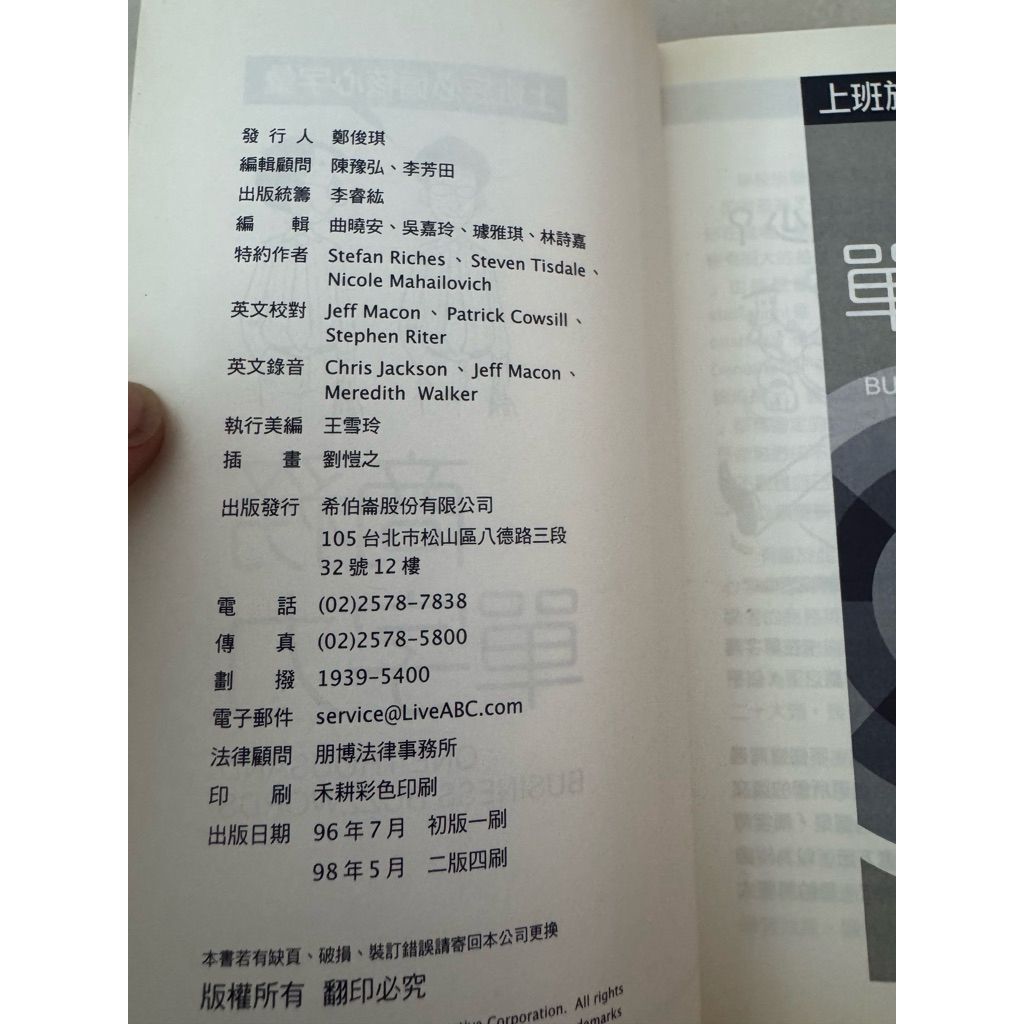 發行人 鄭俊琪
編輯顧問 陳豫弘、李芳田
出版統籌 李睿紘
編輯 曲曉安、吳嘉玲、璩雅琪、林詩嘉
特約作者 Stefan Riches、Steven Tisdale、
Nicole Mahailovich
英文校對 Jeff Macon、Patrick Cowsill、
Stephen Riter
英文錄音 Chris Jackson、Jeff Macon、
Meredith Walker
執行美編 王雪玲
插畫 劉愷之
出版發行 希伯崙股份有限公司
105 台北市松山區八德路三段
32 號 12 樓
電話 (02)2578-7838
傳真 (02)2578-5800
劃撥 1939-5400
電子郵件 service@LiveABC.com
法律顧問 朋博法律事務所
印刷 禾耕彩色印刷
出版日期 96 年 7 月 初版一刷
98 年 5 月 二版四刷
本書若有缺頁、破損、裝訂錯誤請寄回本公司更換
版權所有 翻印必究
Corporation. All rights
上班族
單
BU